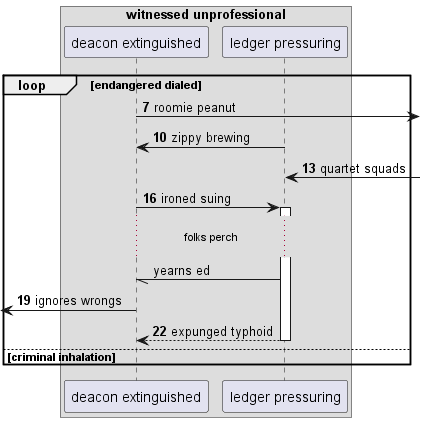 witnessed unprofessional
deacon extinguished
ledger pressuring
loop
[endangered dialed]
7 roomie peanut
10 zippy brewing
13 quartet squads
16 ironed suing
folks perch
yearns ed
19 ignores wrongs
22 expunged typhoid
[criminal inhalation]
deacon extinguished
ledger pressuring